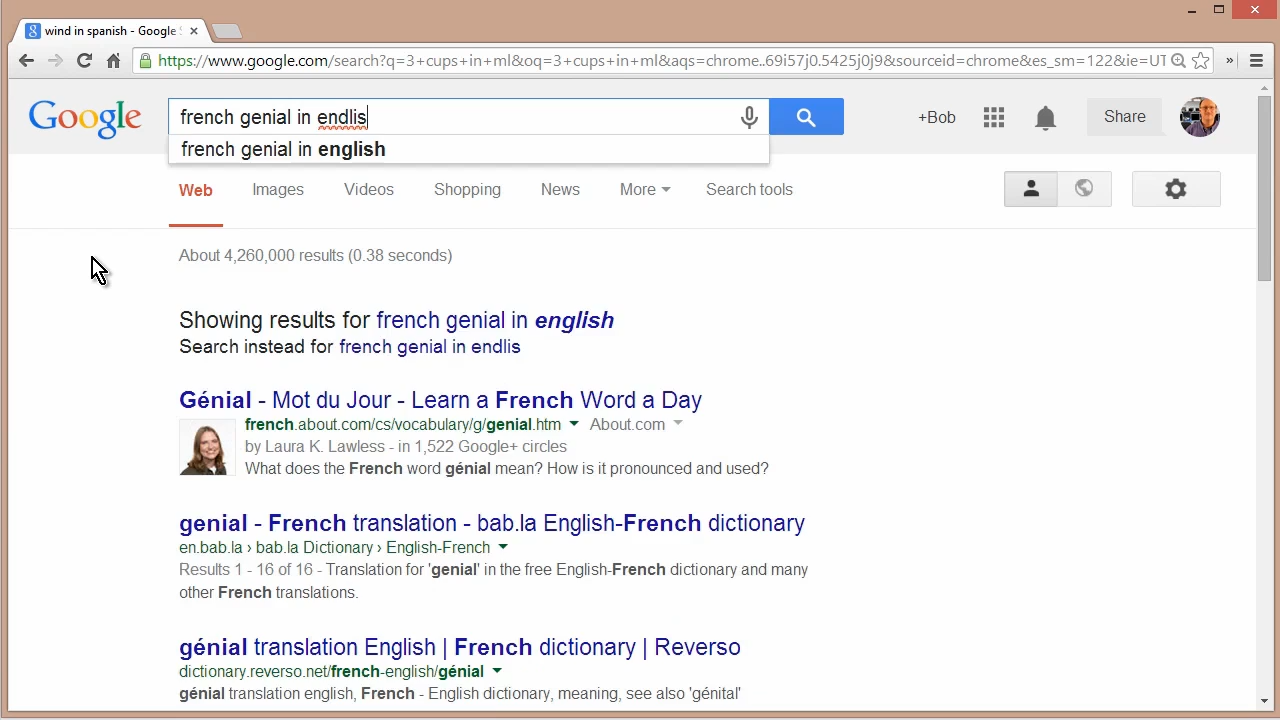 wind in spanish - Google S
https://www.google.com/search?q=3+cups+in+ml&oq=3+cups+in+ml&aqs=chrome..69i57j0.5425j0j9&sourceid=chrome&es_sm=122&ie=UT
Google
french genial in endlis
+Bob
Share
french genial in english
Web Images Videos Shopping News More Search tools
About 4,260,000 results (0.38 seconds)
Showing results for french genial in english
Search instead for french genial in endlis
Génial - Mot du Jour - Learn a French Word a Day
french.about.com/cs/vocabulary/g/genial.htm About.com
by Laura K. Lawless - in 1,522 Google+ circles
What does the French word génial mean? How is it pronounced and used?
genial - French translation - bab.la English-French dictionary
en.bab.la › bab.la Dictionary › English-French
Results 1 - 16 of 16 - Translation for 'genial' in the free English-French dictionary and many
other French translations.
génial translation English | French dictionary | Reverso
dictionary.reverso.net/french-english/génial
génial translation english, French - English dictionary, meaning, see also 'génital'